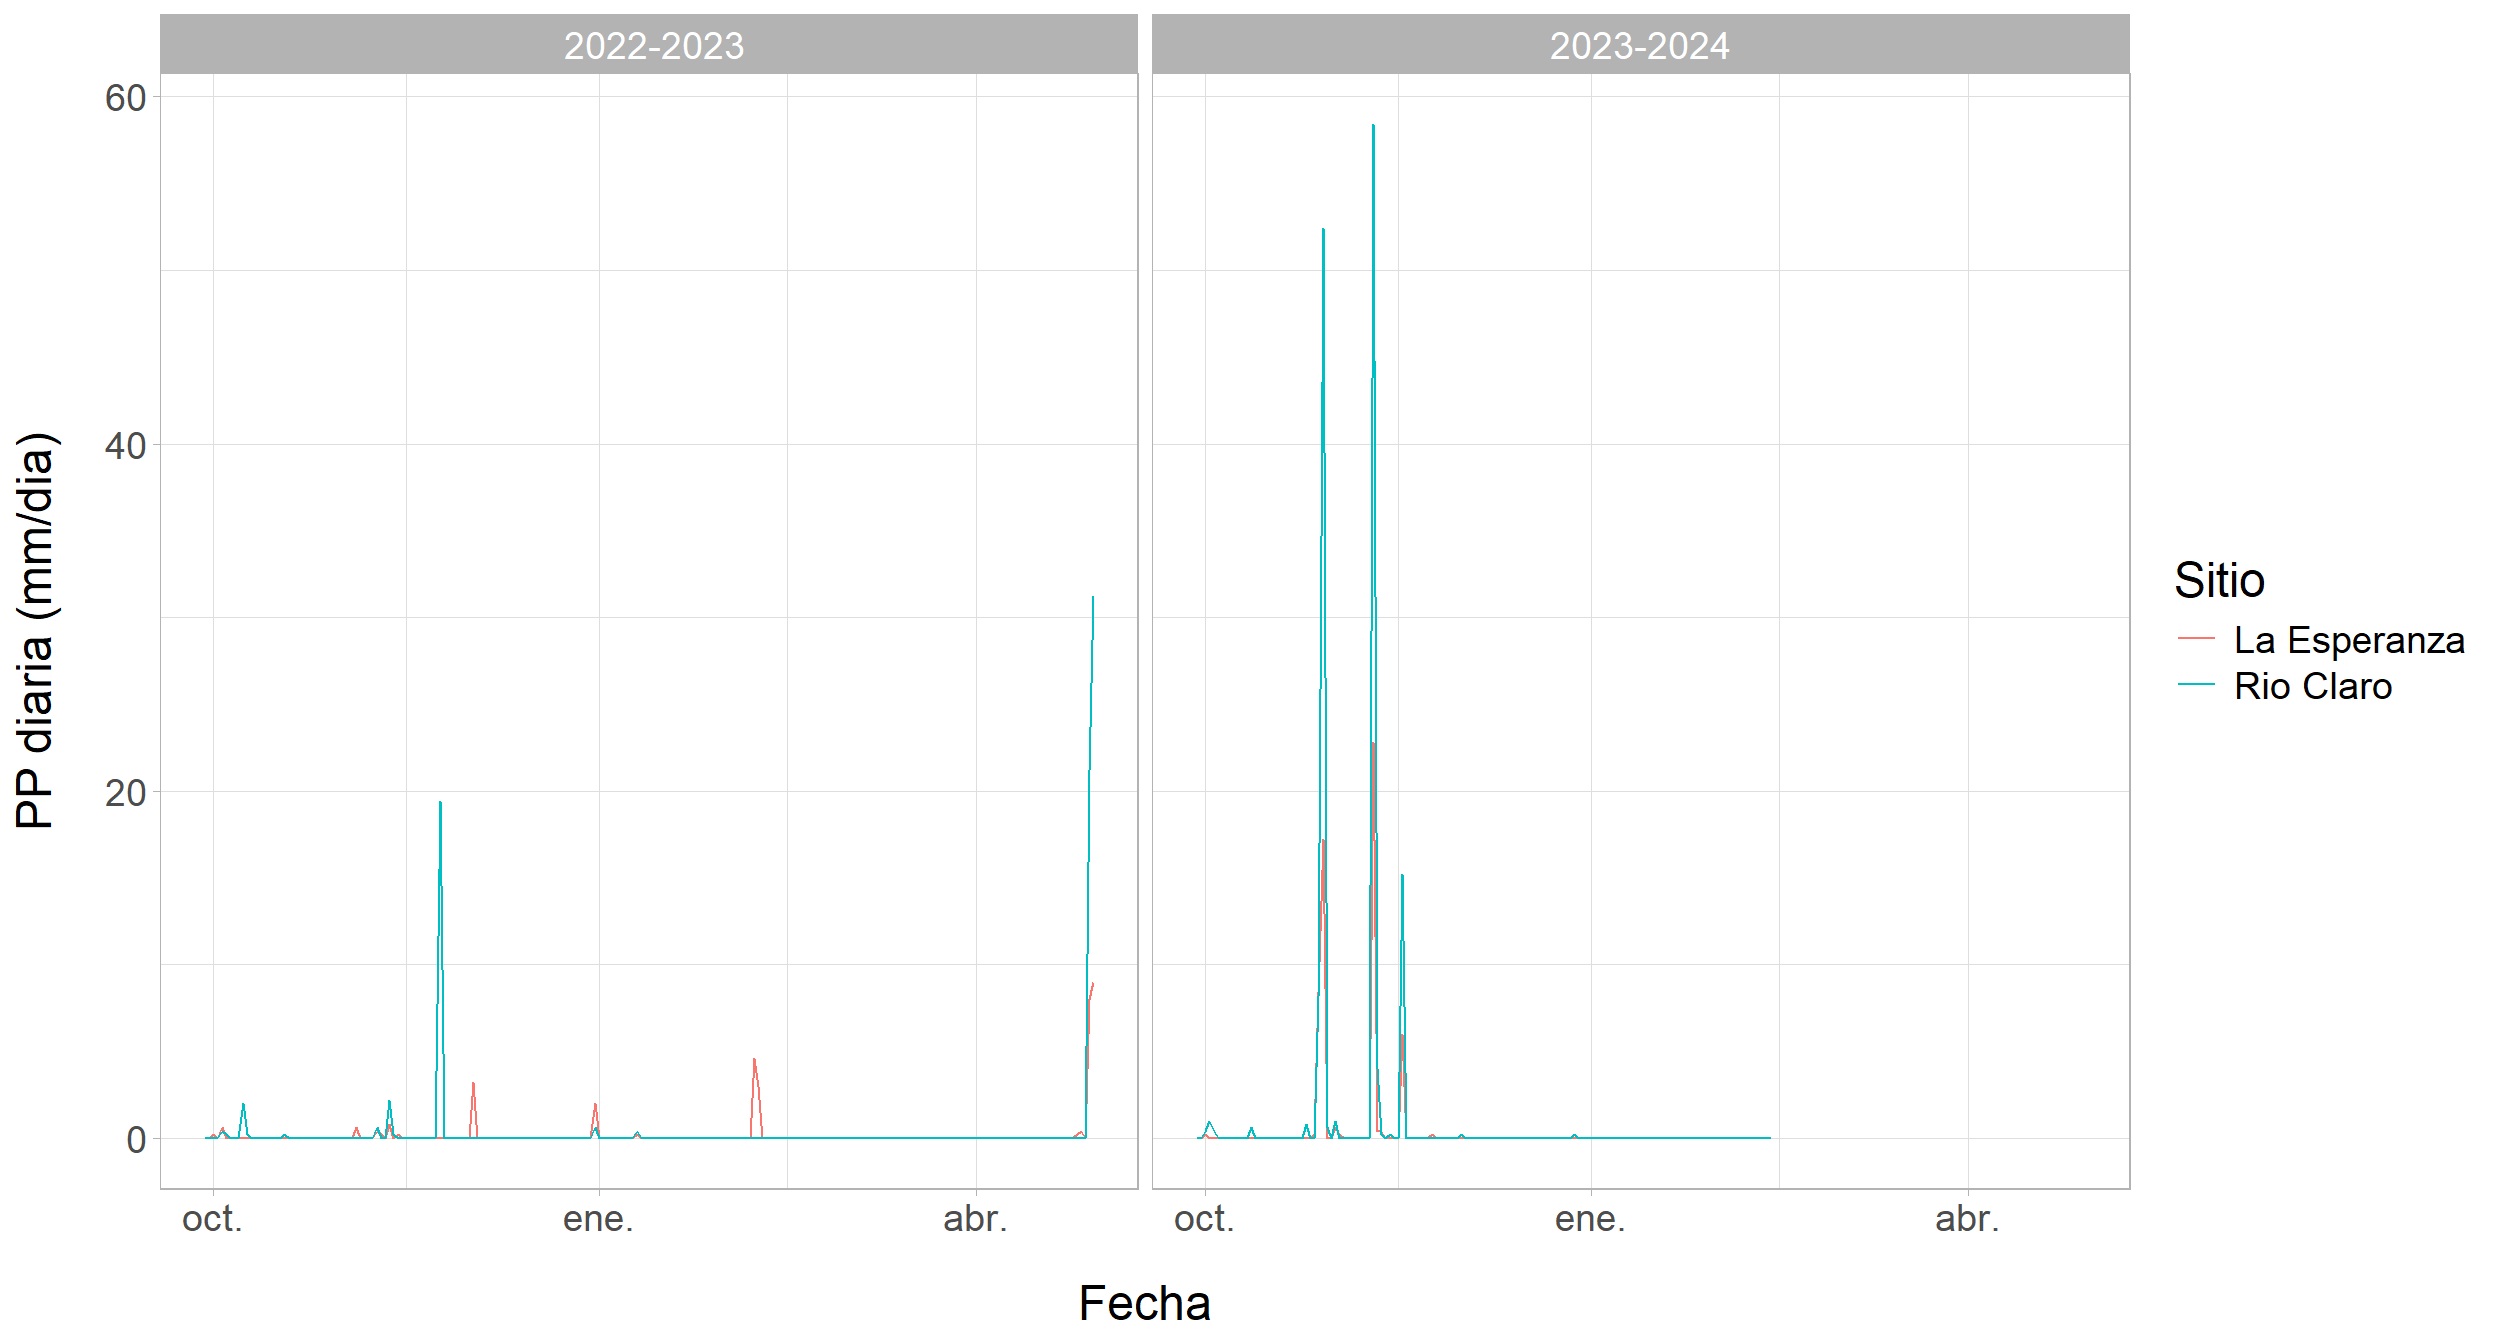 2022-2023
2023-2024
PP diaria (mm/dia)
60
40
20
0
oct.
ene.
abr.
oct.
ene.
abr.
Fecha
Sitio
La Esperanza
Rio Claro